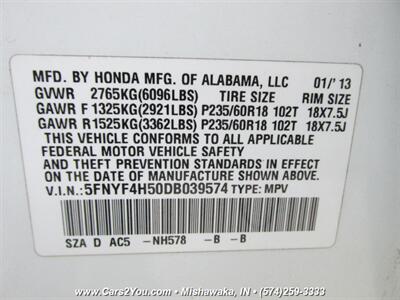 MFD. BY HONDA MFG. OF ALABAMA, LLC 01/'13
GVWR 2765KG(6096LBS) TIRE SIZE RIM SIZE
GAWR F 1325KG(2921LBS) P235/60R18 102T 18X7.5J
GAWR R1525KG(3362LBS) P235/60R18 102T 18X7.5J
THIS VEHICLE CONFORMS TO ALL APPLICABLE
FEDERAL MOTOR VEHICLE SAFETY
AND THEFT PREVENTION STANDARDS IN EFFECT
ON THE DATE OF MANUFACTURE SHOWN ABOVE.
V.I.N.: 5FNYF4H50DB039574 TYPE: MPV
SZA D AC5 -NH578 -B -B
www.Cars2You.com - Mishawaka, IN - (574)259-3333